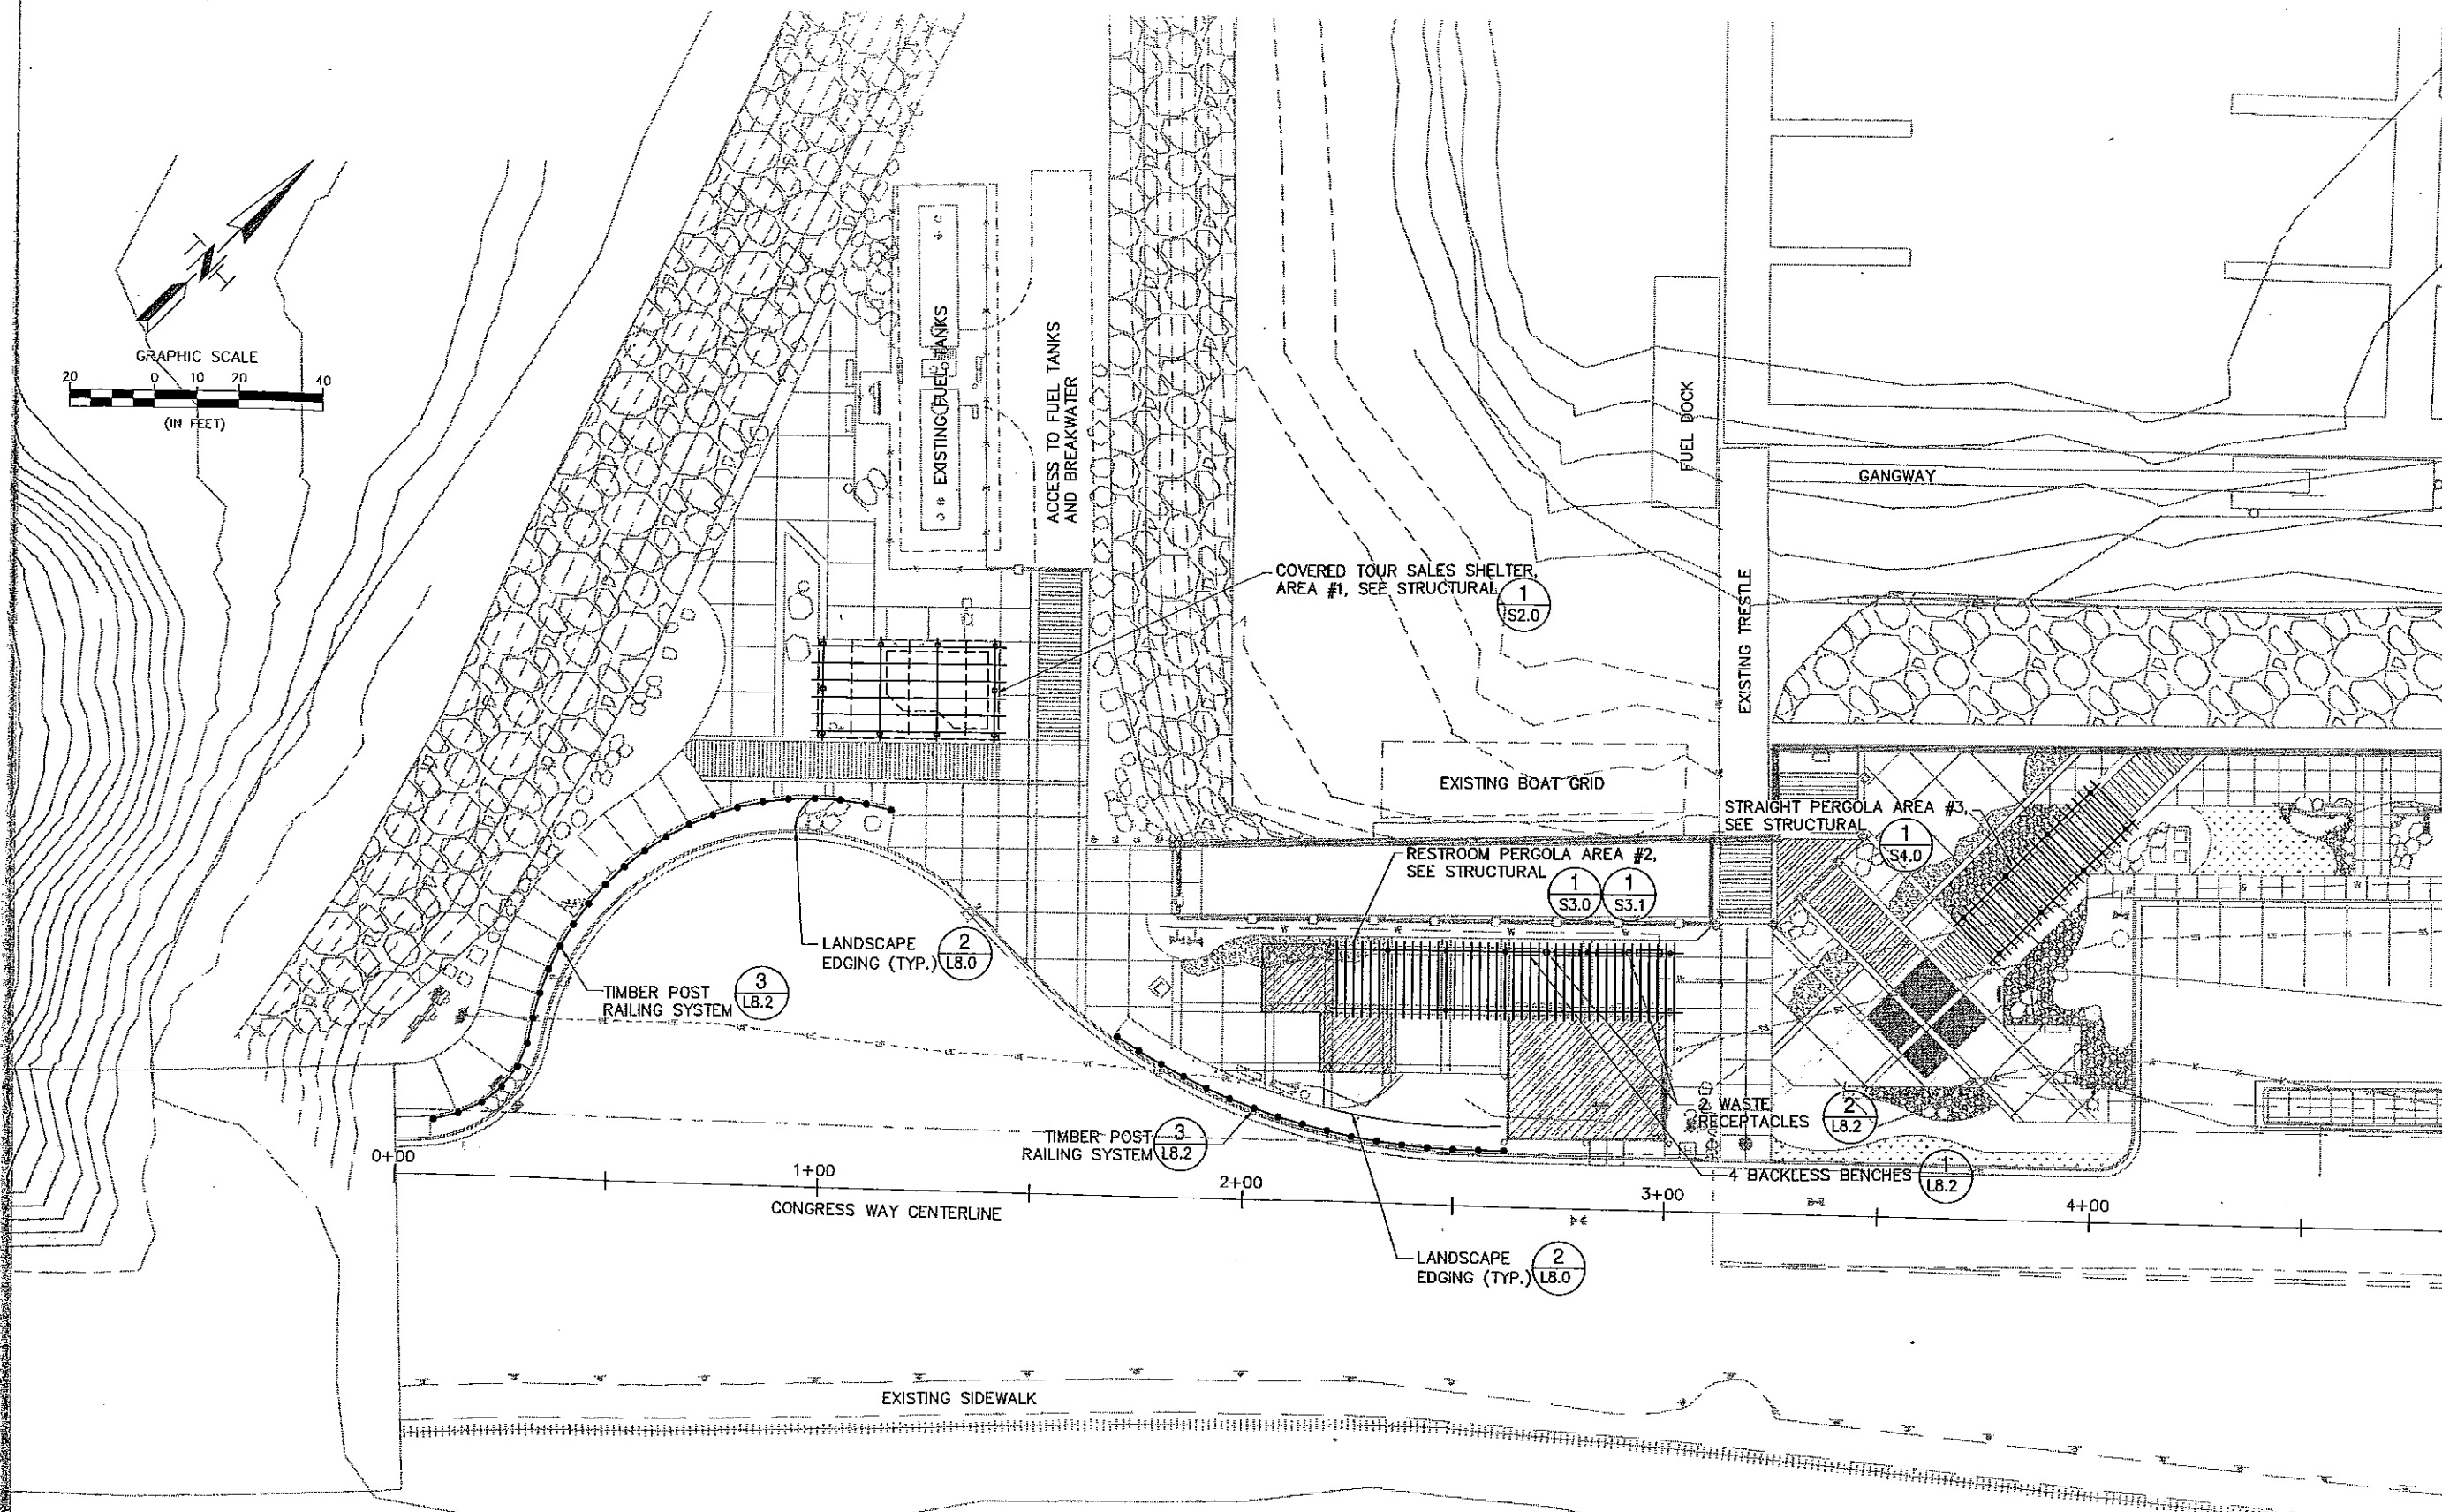 N
GRAPHIC SCALE
20 0 10 20 40
(IN FEET)
EXISTING FUEL TANKS
ACCESS TO FUEL TANKS
AND BREAKWATER
FUEL DOCK
GANGWAY
EXISTING TRESTLE
COVERED TOUR SALES SHELTER,
AREA #1, SEE STRUCTURAL
1
S2.0
EXISTING BOAT GRID
STRAIGHT PERGOLA AREA #3,
SEE STRUCTURAL
1
S4.0
RESTROOM PERGOLA AREA #2,
SEE STRUCTURAL
1
S3.0
1
S3.1
LANDSCAPE
EDGING (TYP.)
2
L8.0
TIMBER POST
RAILING SYSTEM
3
L8.2
TIMBER POST
RAILING SYSTEM
3
L8.2
2 WASTE
RECEPTACLES
2
L8.2
4 BACKLESS BENCHES
1
L8.2
0+00
1+00
2+00
3+00
4+00
CONGRESS WAY CENTERLINE
LANDSCAPE
EDGING (TYP.)
2
L8.0
EXISTING SIDEWALK